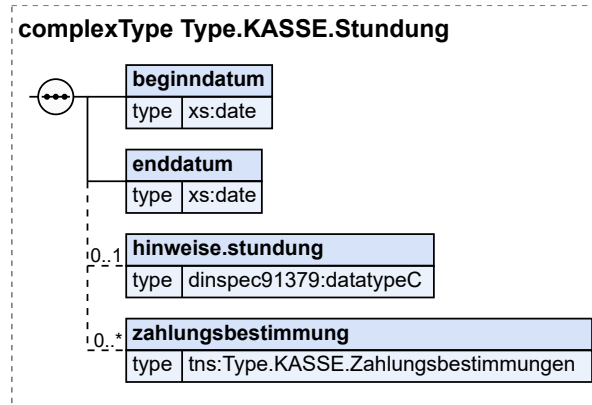 complexType Type.KASSE.Stundung
beginndatum
type xs:date
enddatum
type xs:date
0..1 hinweise.stundung
type dinspec91379:datatypeC
0..* zahlungsbestimmung
type tns:Type.KASSE.Zahlungsbestimmungen